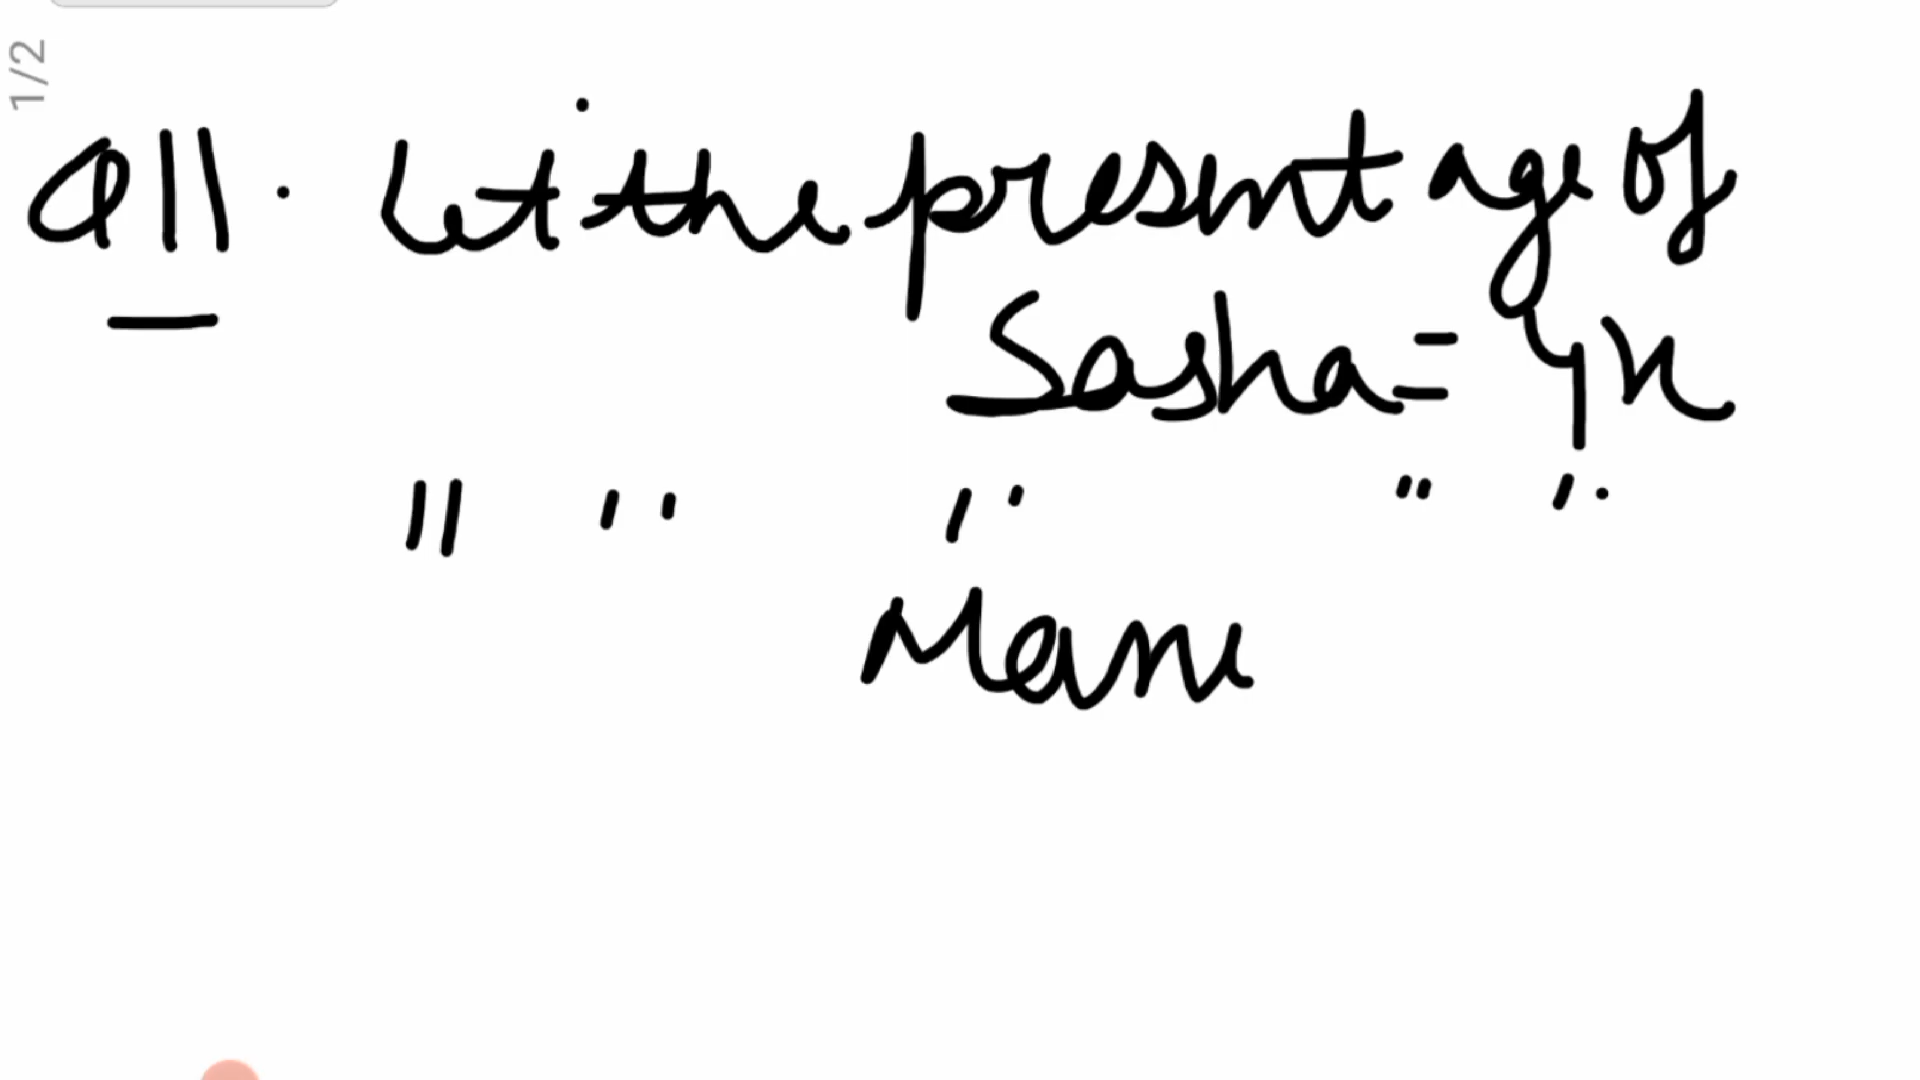 1/2
Q11. Let the present age of
Sasha = 4x
" " " " "
Mani